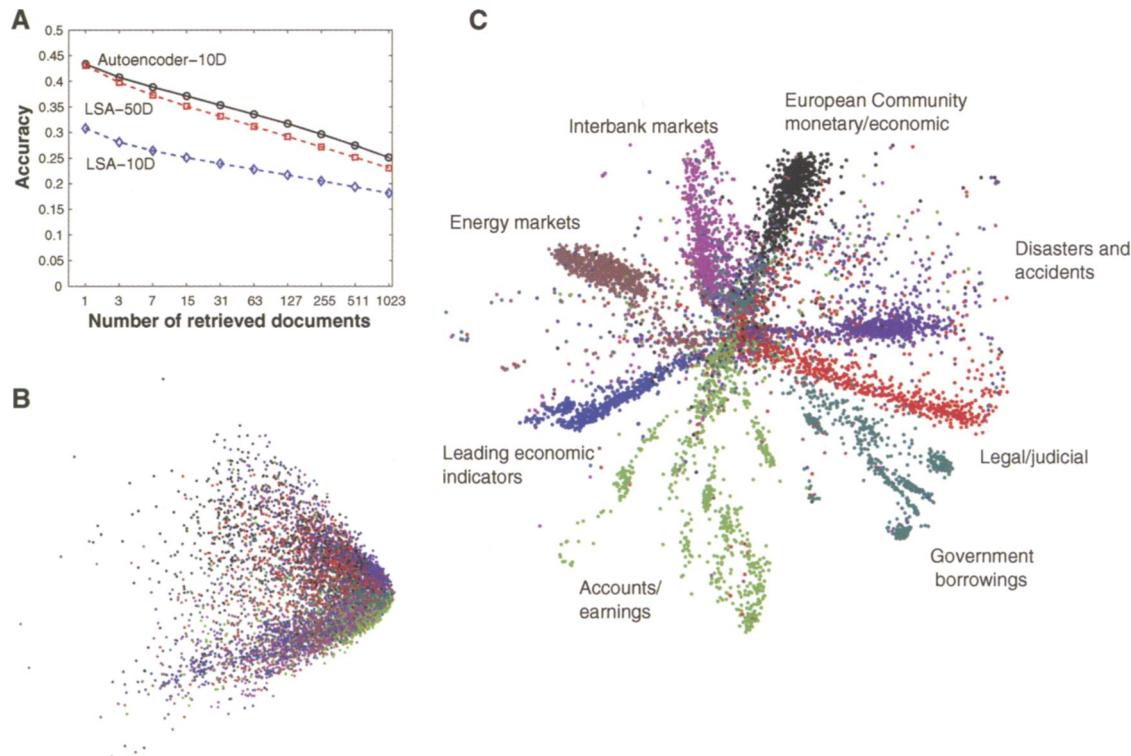 A
0.5
0.45
0.4
0.35
0.3
0.25
0.2
0.15
0.1
0.05
0
Accuracy
Autoencoder-10D
LSA-50D
LSA-10D
1 3 7 15 31 63 127 255 511 1023
Number of retrieved documents
B
C
European Community
monetary/economic
Interbank markets
Energy markets
Disasters and
accidents
Leading economic
indicators
Legal/judicial
Government
borrowings
Accounts/
earnings